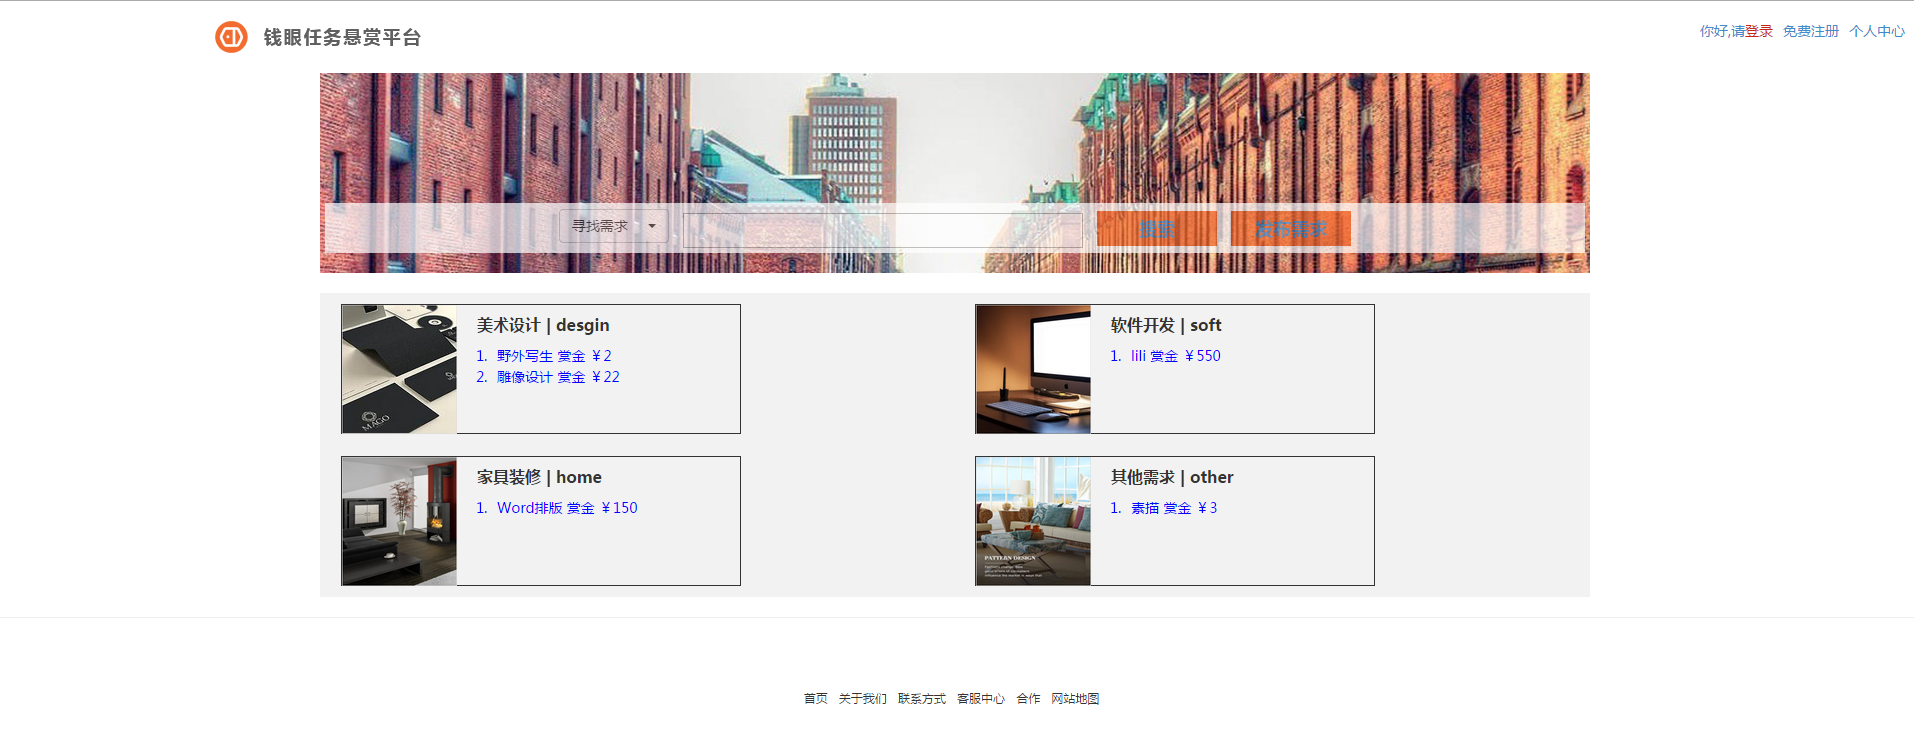 钱眼任务悬赏平台
你好,请登录 免费注册 个人中心
寻找需求
搜索
发布需求
美术设计 | desgin
1. 野外写生 赏金 ￥2
2. 雕像设计 赏金 ￥22
软件开发 | soft
1. lili 赏金 ￥550
MAGO
家具装修 | home
1. Word排版 赏金 ￥150
其他需求 | other
1. 素描 赏金 ￥3
PATTERN DESIGN
首页 关于我们 联系方式 客服中心 合作 网站地图